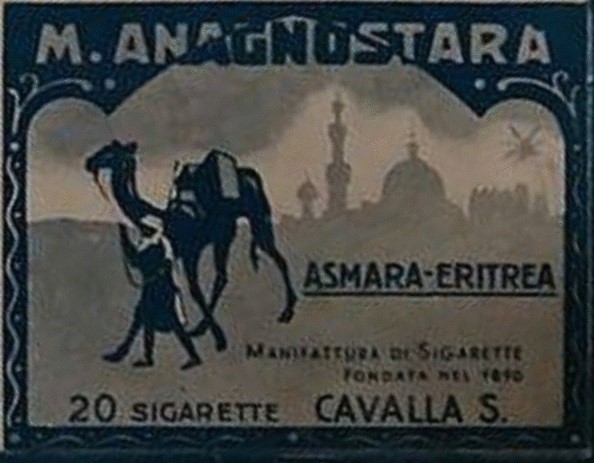 M. ANAGNOSTARA
ASMARA-ERITREA
MANIFATTURA DI SIGARETTE
FONDATA NEL 1890
20 SIGARETTE CAVALLA S.